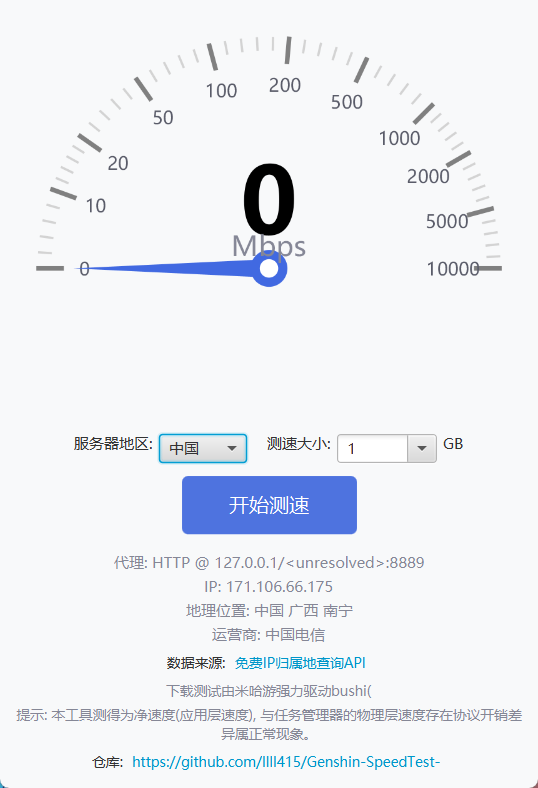 0
10
20
50
100
200
500
1000
2000
5000
10000
0
Mbps
服务器地区: 中国 测速大小: 1 GB
开始测速
代理: HTTP @ 127.0.0.1/<unresolved>:8889
IP: 171.106.66.175
地理位置: 中国 广西 南宁
运营商: 中国电信
数据来源: 免费IP归属地查询API
下载测试由米哈游强力驱动bushi(
提示: 本工具测得为净速度(应用层速度), 与任务管理器的物理层速度存在协议开销差
异属正常现象。
仓库: https://github.com/llll415/Genshin-SpeedTest-